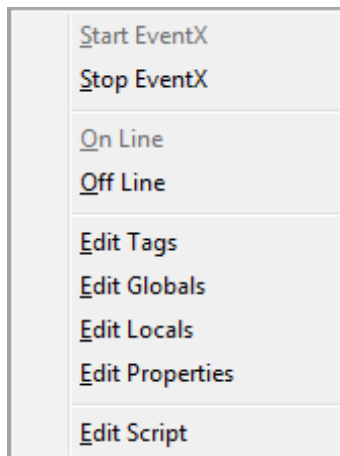 Start EventX
Stop EventX
On Line
Off Line
Edit Tags
Edit Globals
Edit Locals
Edit Properties
Edit Script